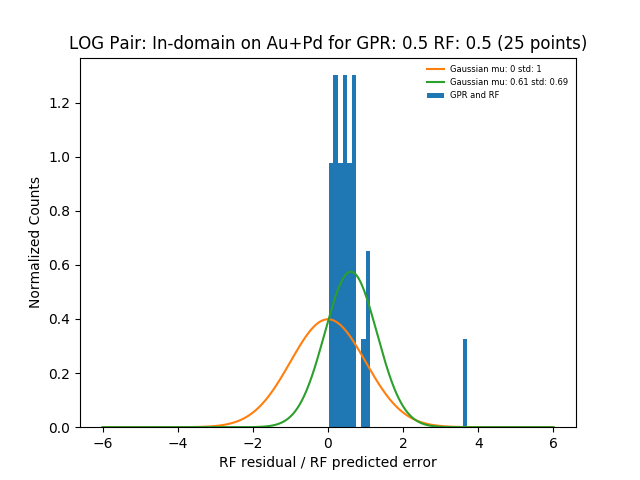 LOG Pair: In-domain on Au+Pd for GPR: 0.5 RF: 0.5 (25 points)
Gaussian mu: 0 std: 1
Gaussian mu: 0.61 std: 0.69
GPR and RF
Normalized Counts
1.2
1.0
0.8
0.6
0.4
0.2
0.0
−6 −4 −2 0 2 4 6
RF residual / RF predicted error